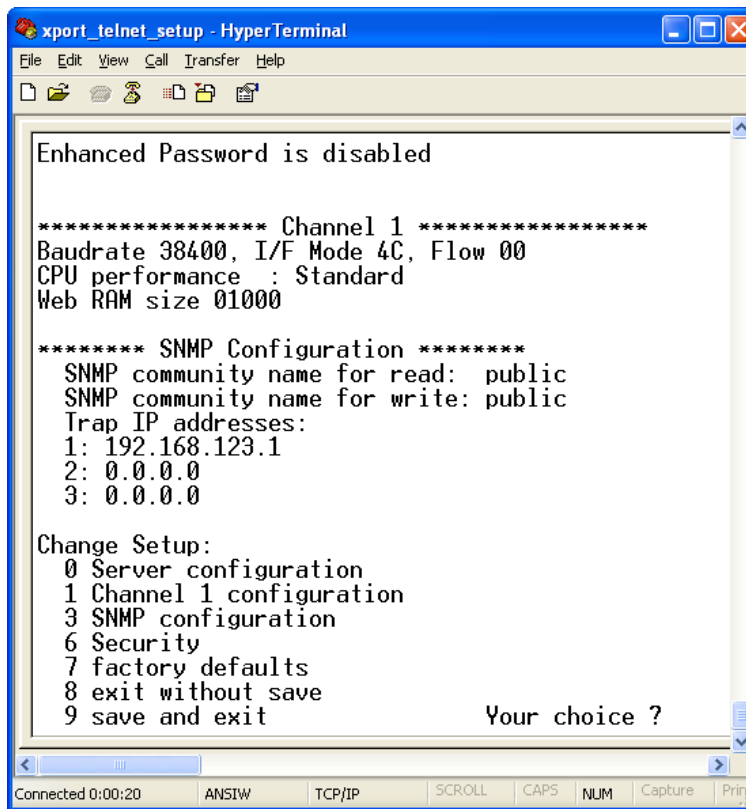 xport_telnet_setup - HyperTerminal
File Edit View Call Transfer Help
Enhanced Password is disabled
***************** Channel 1 *****************
Baudrate 38400, I/F Mode 4C, Flow 00
CPU performance : Standard
Web RAM size 01000
******** SNMP Configuration ********
SNMP community name for read: public
SNMP community name for write: public
Trap IP addresses:
1: 192.168.123.1
2: 0.0.0.0
3: 0.0.0.0
Change Setup:
0 Server configuration
1 Channel 1 configuration
3 SNMP configuration
6 Security
7 factory defaults
8 exit without save
9 save and exit Your choice ?
Connected 0:00:20 ANSIW TCP/IP SCROLL CAPS NUM Capture Prin